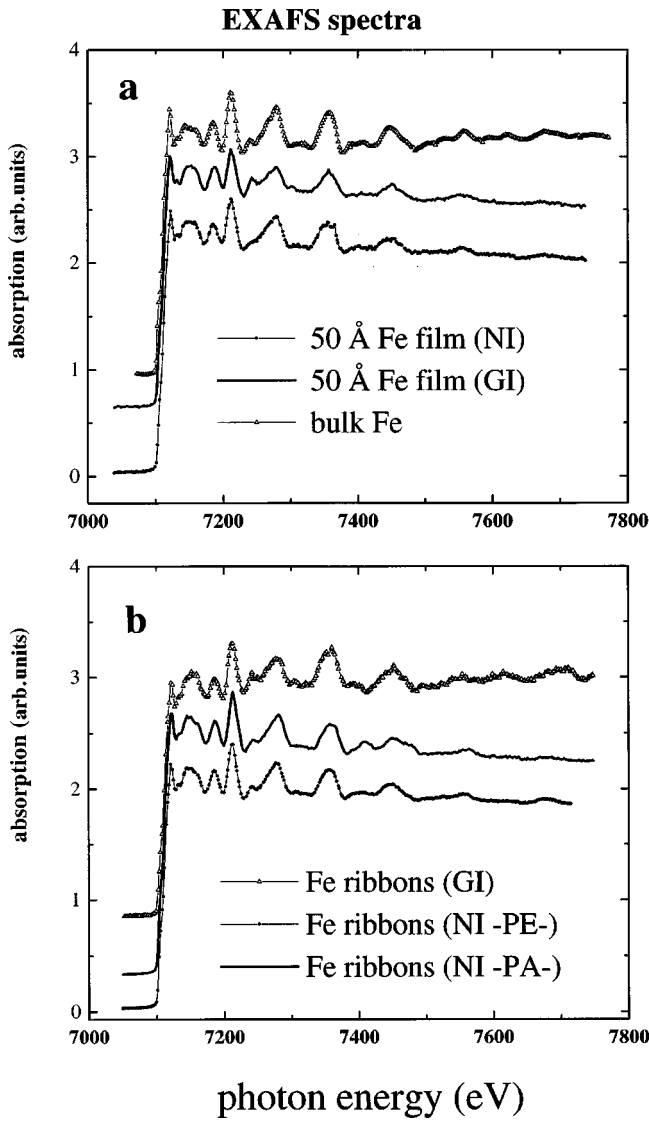 EXAFS spectra
a
absorption (arb.units)
4
3
2
1
0
50 Å Fe film (NI)
50 Å Fe film (GI)
bulk Fe
7000 7200 7400 7600 7800
b
absorption (arb.units)
4
3
2
1
0
Fe ribbons (GI)
Fe ribbons (NI -PE-)
Fe ribbons (NI -PA-)
7000 7200 7400 7600 7800
photon energy (eV)